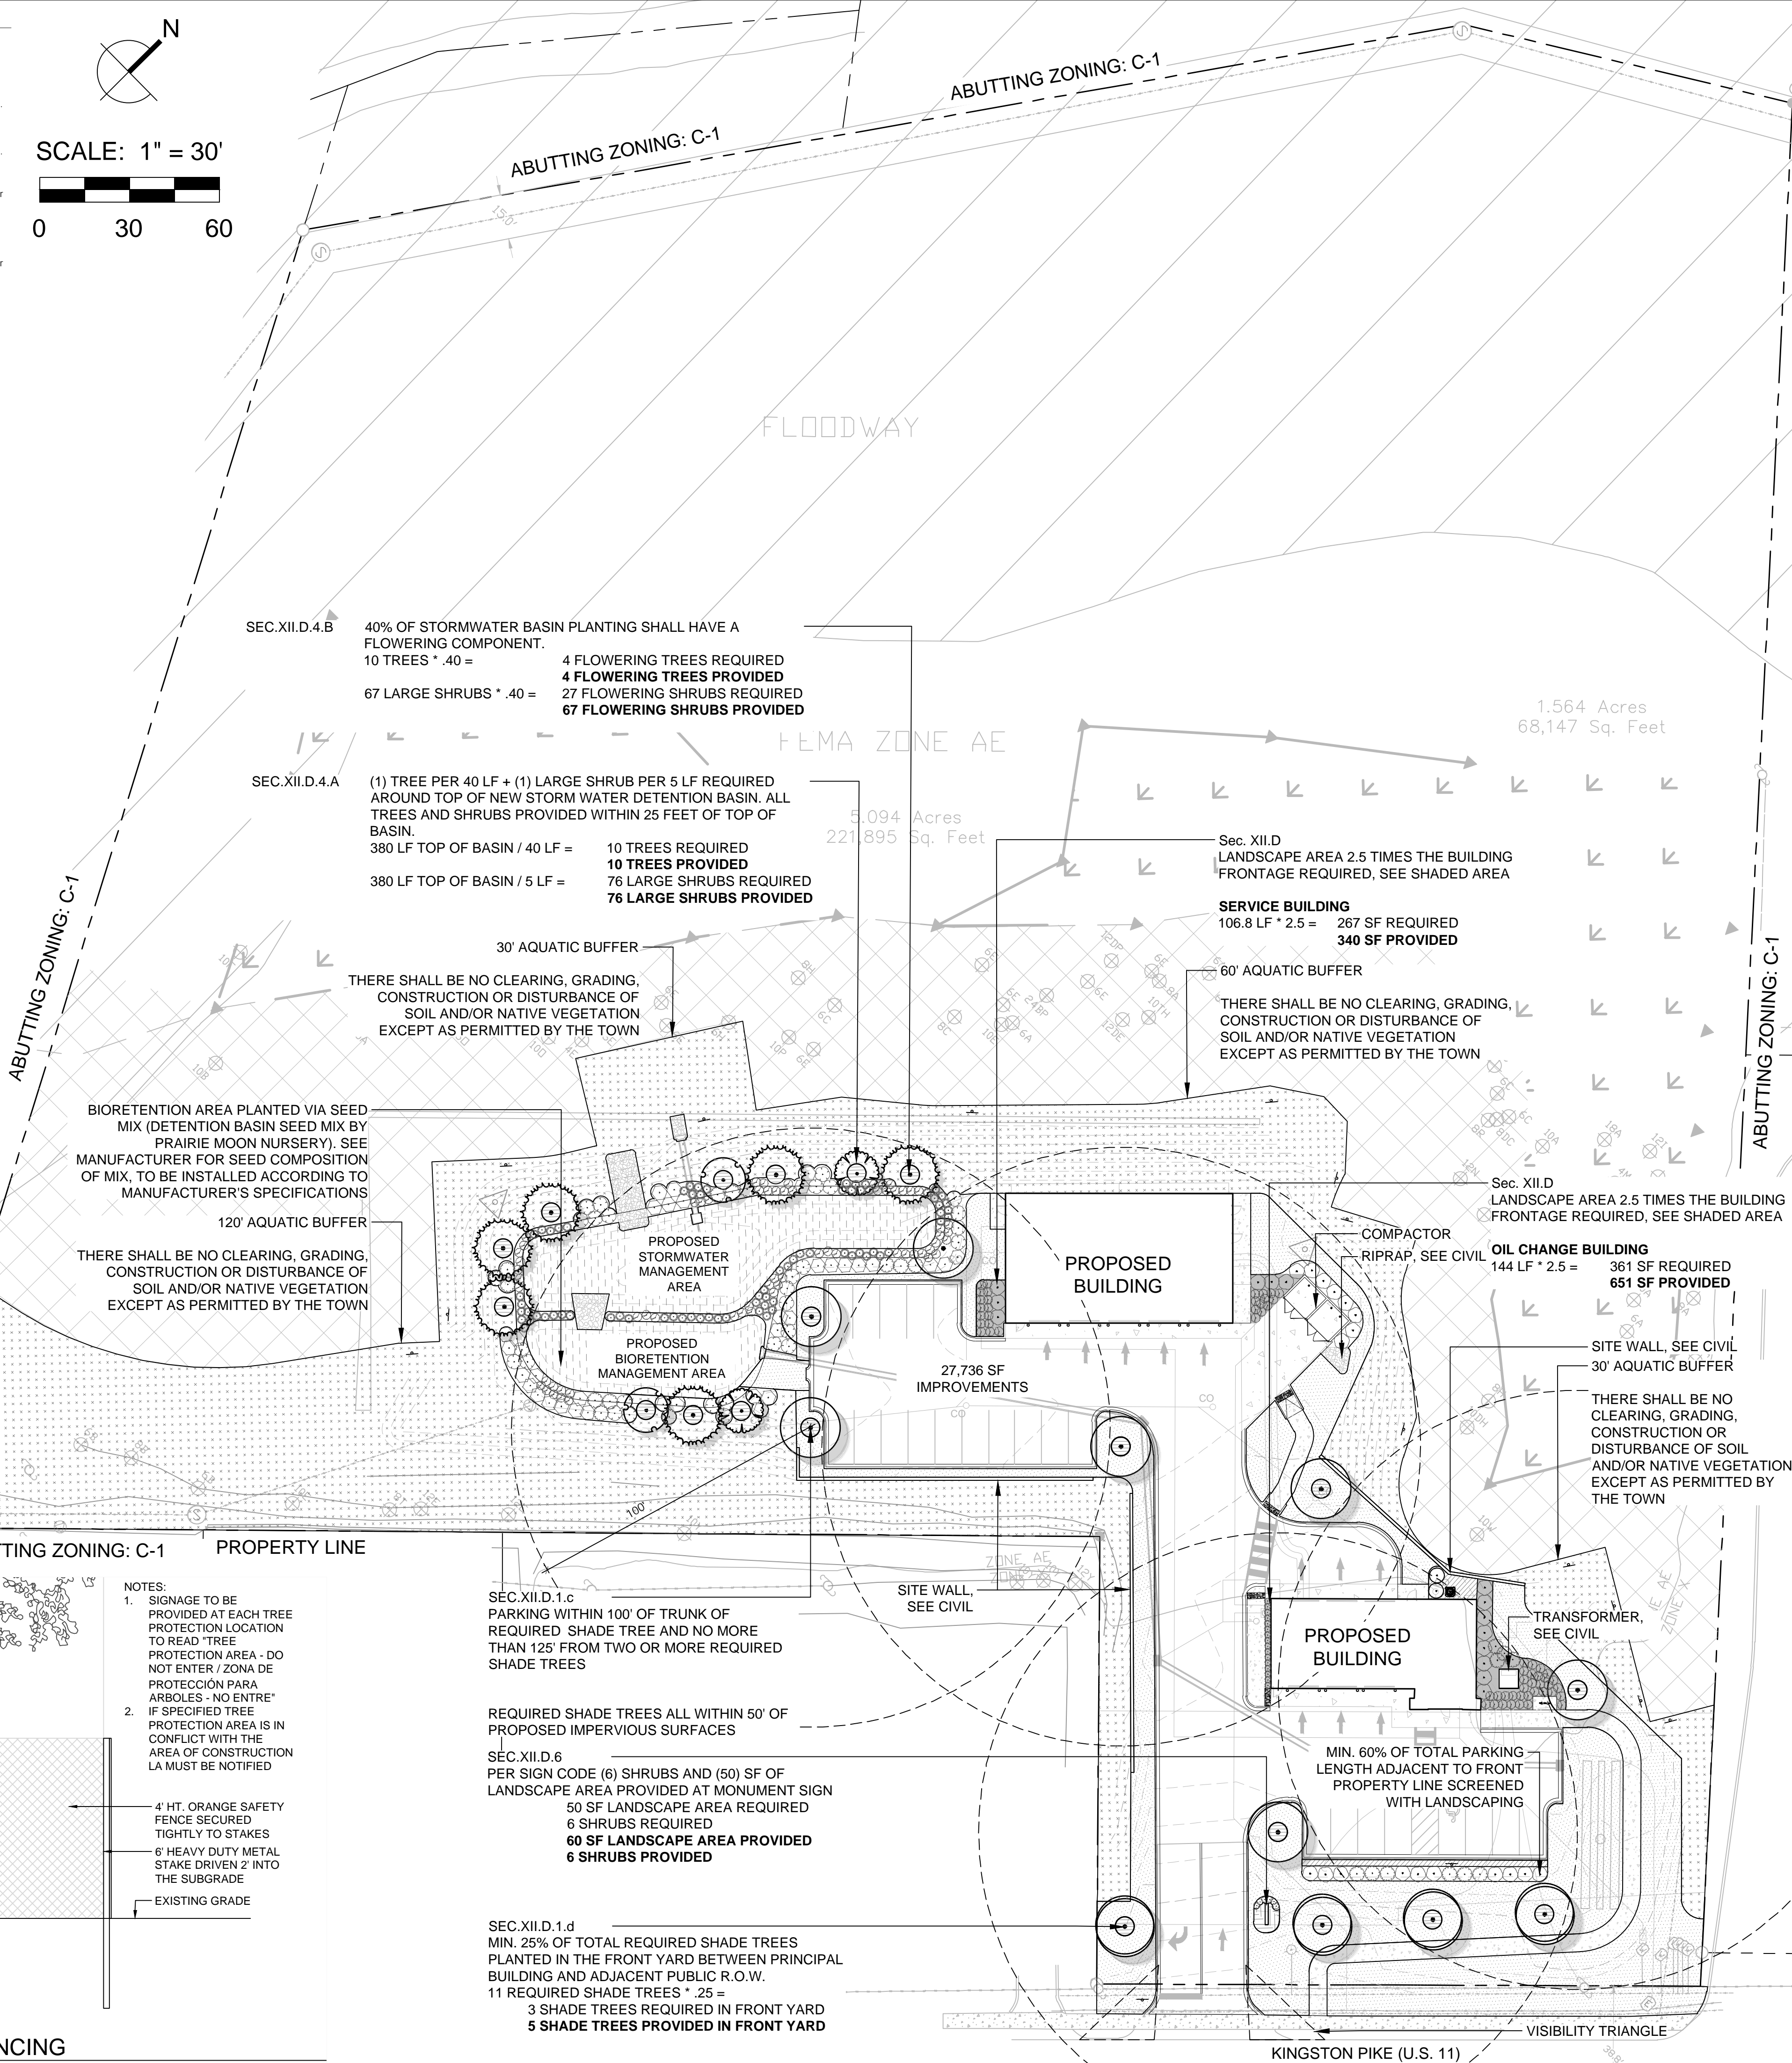 N
SCALE: 1" = 30'
0 30 60
ABUTTING ZONING: C-1
ABUTTING ZONING: C-1
15.0'
FLOODWAY
SEC.XII.D.4.B 40% OF STORMWATER BASIN PLANTING SHALL HAVE A
FLOWERING COMPONENT.
10 TREES * .40 = 4 FLOWERING TREES REQUIRED
4 FLOWERING TREES PROVIDED
67 LARGE SHRUBS * .40 = 27 FLOWERING SHRUBS REQUIRED
67 FLOWERING SHRUBS PROVIDED
1.564 Acres
68,147 Sq. Feet
FEMA ZONE AE
SEC.XII.D.4.A (1) TREE PER 40 LF + (1) LARGE SHRUB PER 5 LF REQUIRED
AROUND TOP OF NEW STORM WATER DETENTION BASIN. ALL
TREES AND SHRUBS PROVIDED WITHIN 25 FEET OF TOP OF
BASIN.
380 LF TOP OF BASIN / 40 LF = 10 TREES REQUIRED
10 TREES PROVIDED
380 LF TOP OF BASIN / 5 LF = 76 LARGE SHRUBS REQUIRED
76 LARGE SHRUBS PROVIDED
5.094 Acres
221,895 Sq. Feet
Sec. XII.D
LANDSCAPE AREA 2.5 TIMES THE BUILDING
FRONTAGE REQUIRED, SEE SHADED AREA
SERVICE BUILDING
106.8 LF * 2.5 = 267 SF REQUIRED
340 SF PROVIDED
ABUTTING ZONING: C-1
ABUTTING ZONING: C-1
30' AQUATIC BUFFER
THERE SHALL BE NO CLEARING, GRADING,
CONSTRUCTION OR DISTURBANCE OF
SOIL AND/OR NATIVE VEGETATION
EXCEPT AS PERMITTED BY THE TOWN
60' AQUATIC BUFFER
THERE SHALL BE NO CLEARING, GRADING,
CONSTRUCTION OR DISTURBANCE OF
SOIL AND/OR NATIVE VEGETATION
EXCEPT AS PERMITTED BY THE TOWN
BIORETENTION AREA PLANTED VIA SEED
MIX (DETENTION BASIN SEED MIX BY
PRAIRIE MOON NURSERY). SEE
MANUFACTURER FOR SEED COMPOSITION
OF MIX, TO BE INSTALLED ACCORDING TO
MANUFACTURER'S SPECIFICATIONS
120' AQUATIC BUFFER
THERE SHALL BE NO CLEARING, GRADING,
CONSTRUCTION OR DISTURBANCE OF
SOIL AND/OR NATIVE VEGETATION
EXCEPT AS PERMITTED BY THE TOWN
PROPOSED
STORMWATER
MANAGEMENT
AREA
PROPOSED
BIORETENTION
MANAGEMENT AREA
PROPOSED
BUILDING
27,736 SF
IMPROVEMENTS
CO
CO
Sec. XII.D
LANDSCAPE AREA 2.5 TIMES THE BUILDING
FRONTAGE REQUIRED, SEE SHADED AREA
OIL CHANGE BUILDING
144 LF * 2.5 = 361 SF REQUIRED
651 SF PROVIDED
COMPACTOR
RIPRAP, SEE CIVIL
SITE WALL, SEE CIVIL
30' AQUATIC BUFFER
THERE SHALL BE NO
CLEARING, GRADING,
CONSTRUCTION OR
DISTURBANCE OF SOIL
AND/OR NATIVE VEGETATION
EXCEPT AS PERMITTED BY
THE TOWN
100'
TTING ZONING: C-1 PROPERTY LINE
NOTES:
1. SIGNAGE TO BE
PROVIDED AT EACH TREE
PROTECTION LOCATION
TO READ "TREE
PROTECTION AREA - DO
NOT ENTER / ZONA DE
PROTECCIÓN PARA
ARBOLES - NO ENTRE"
2. IF SPECIFIED TREE
PROTECTION AREA IS IN
CONFLICT WITH THE
AREA OF CONSTRUCTION
LA MUST BE NOTIFIED
4' HT. ORANGE SAFETY
FENCE SECURED
TIGHTLY TO STAKES
6' HEAVY DUTY METAL
STAKE DRIVEN 2' INTO
THE SUBGRADE
EXISTING GRADE
NCING
SEC.XII.D.1.c
PARKING WITHIN 100' OF TRUNK OF
REQUIRED SHADE TREE AND NO MORE
THAN 125' FROM TWO OR MORE REQUIRED
SHADE TREES
REQUIRED SHADE TREES ALL WITHIN 50' OF
PROPOSED IMPERVIOUS SURFACES
SEC.XII.D.6
PER SIGN CODE (6) SHRUBS AND (50) SF OF
LANDSCAPE AREA PROVIDED AT MONUMENT SIGN
50 SF LANDSCAPE AREA REQUIRED
6 SHRUBS REQUIRED
60 SF LANDSCAPE AREA PROVIDED
6 SHRUBS PROVIDED
SEC.XII.D.1.d
MIN. 25% OF TOTAL REQUIRED SHADE TREES
PLANTED IN THE FRONT YARD BETWEEN PRINCIPAL
BUILDING AND ADJACENT PUBLIC R.O.W.
11 REQUIRED SHADE TREES * .25 =
3 SHADE TREES REQUIRED IN FRONT YARD
5 SHADE TREES PROVIDED IN FRONT YARD
SITE WALL,
SEE CIVIL
ZONE AE
PROPOSED
BUILDING
TRANSFORMER,
SEE CIVIL
ZONE X
MIN. 60% OF TOTAL PARKING
LENGTH ADJACENT TO FRONT
PROPERTY LINE SCREENED
WITH LANDSCAPING
VISIBILITY TRIANGLE
KINGSTON PIKE (U.S. 11)